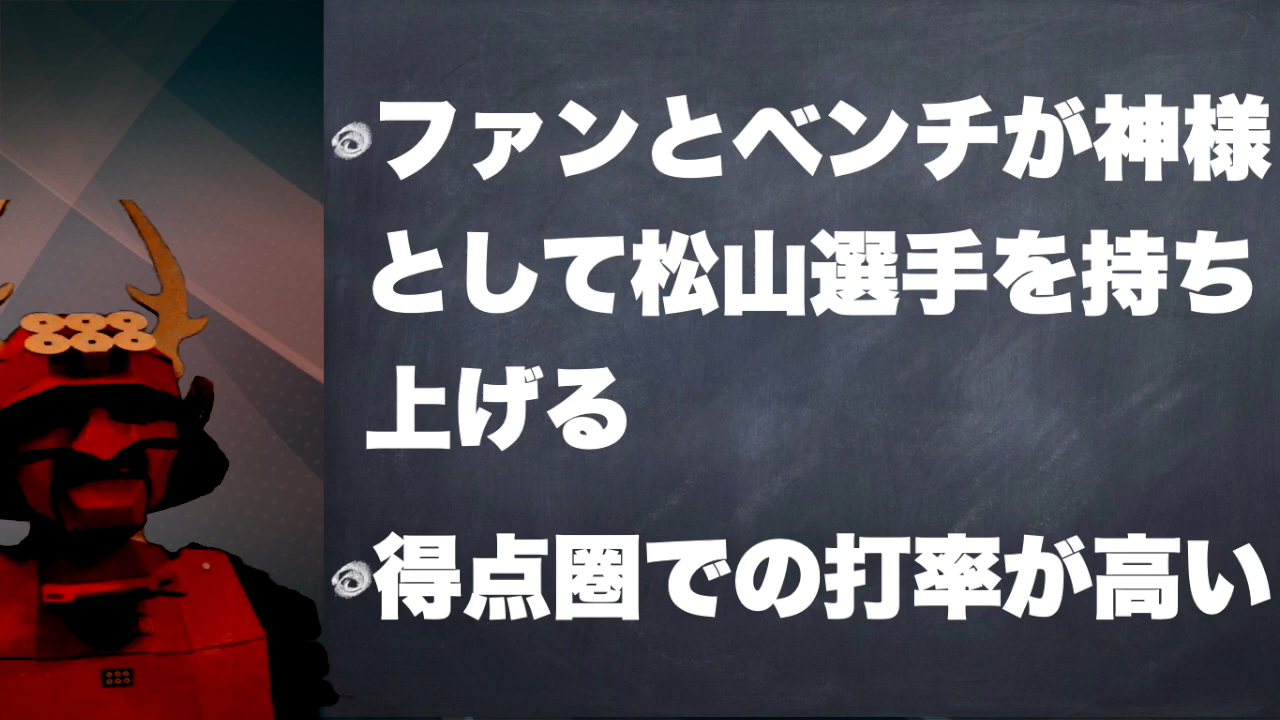 ファンとベンチが神様
として松山選手を持ち
上げる
得点圏での打率が高い